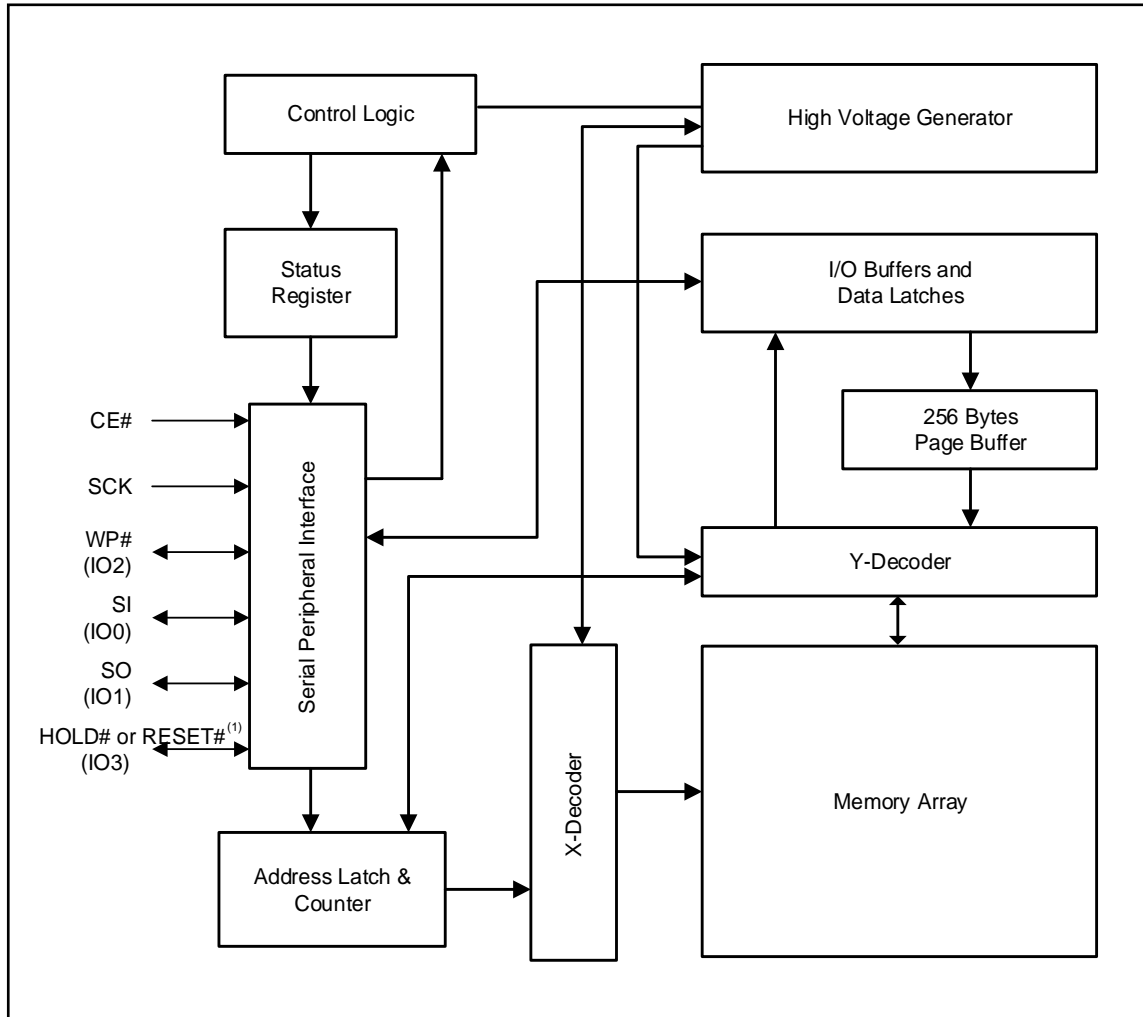 Control Logic
High Voltage Generator
Status
Register
I/O Buffers and
Data Latches
256 Bytes
Page Buffer
CE#
SCK
WP#
(IO2)
SI
(IO0)
SO
(IO1)
HOLD# or RESET#(1)
(IO3)
Serial Peripheral Interface
Y-Decoder
Address Latch &
Counter
X-Decoder
Memory Array